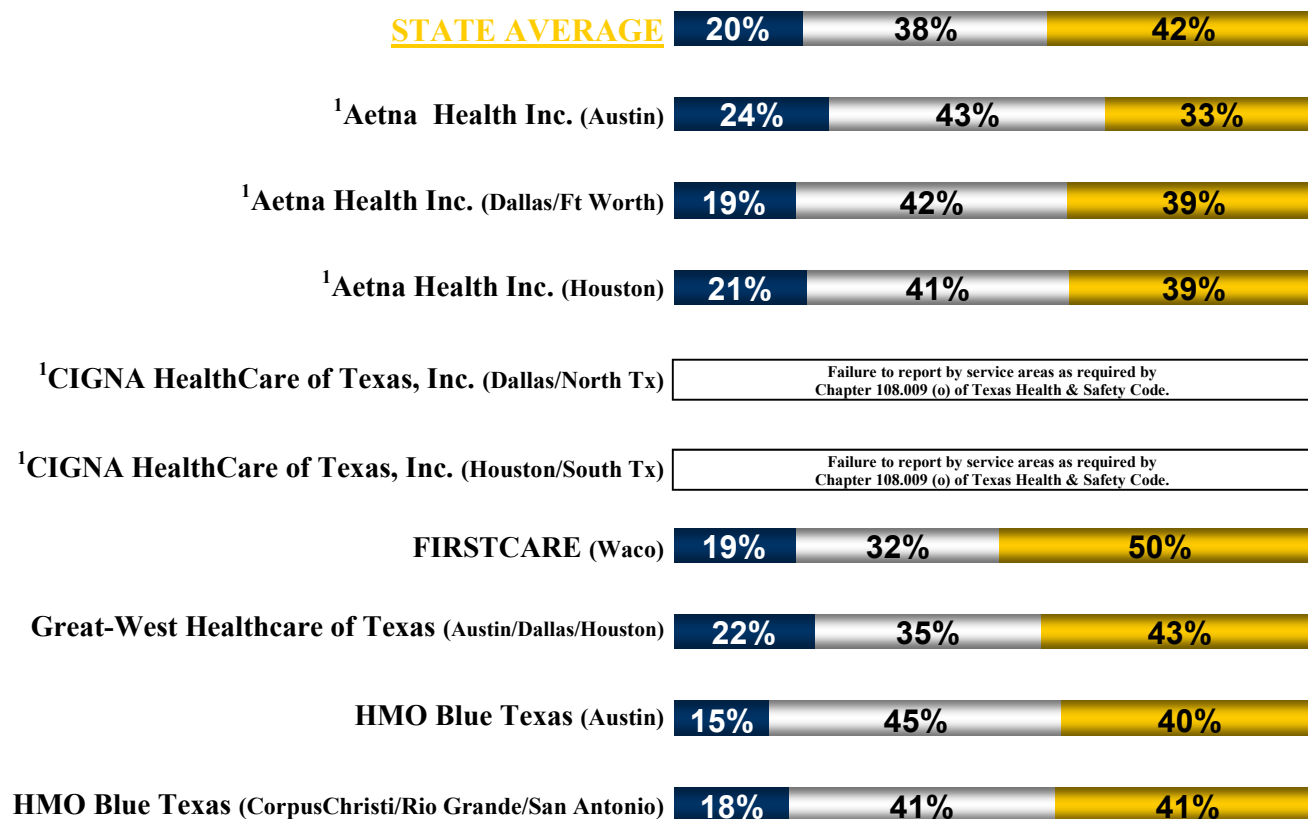 STATE AVERAGE 20% 38% 42%
¹Aetna Health Inc. (Austin) 24% 43% 33%
¹Aetna Health Inc. (Dallas/Ft Worth) 19% 42% 39%
¹Aetna Health Inc. (Houston) 21% 41% 39%
¹CIGNA HealthCare of Texas, Inc. (Dallas/North Tx)
Failure to report by service areas as required by
Chapter 108.009 (o) of Texas Health & Safety Code.
¹CIGNA HealthCare of Texas, Inc. (Houston/South Tx)
Failure to report by service areas as required by
Chapter 108.009 (o) of Texas Health & Safety Code.
FIRSTCARE (Waco) 19% 32% 50%
Great-West Healthcare of Texas (Austin/Dallas/Houston) 22% 35% 43%
HMO Blue Texas (Austin) 15% 45% 40%
HMO Blue Texas (CorpusChristi/Rio Grande/San Antonio) 18% 41% 41%